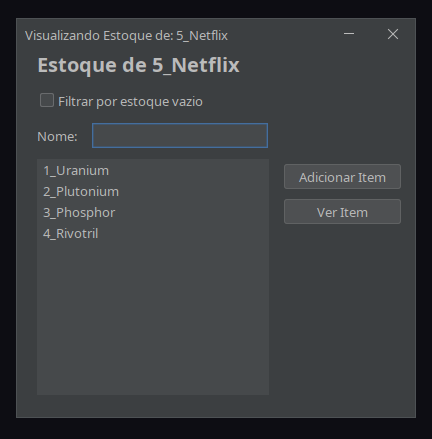 Visualizando Estoque de: 5_Netflix
Estoque de 5_Netflix
Filtrar por estoque vazio
Nome:
1_Uranium
2_Plutonium
3_Phosphor
4_Rivotril
Adicionar Item
Ver Item